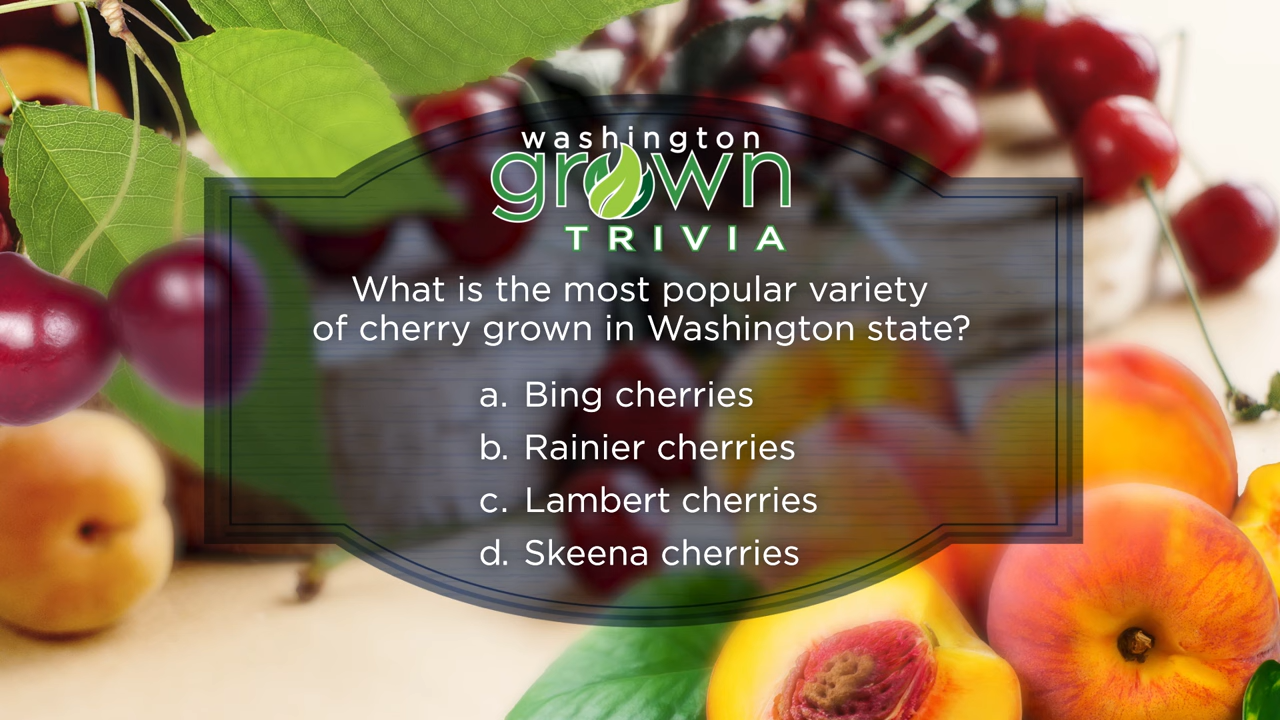 washington
grown
TRIVIA
What is the most popular variety
of cherry grown in Washington state?
a. Bing cherries
b. Rainier cherries
c. Lambert cherries
d. Skeena cherries